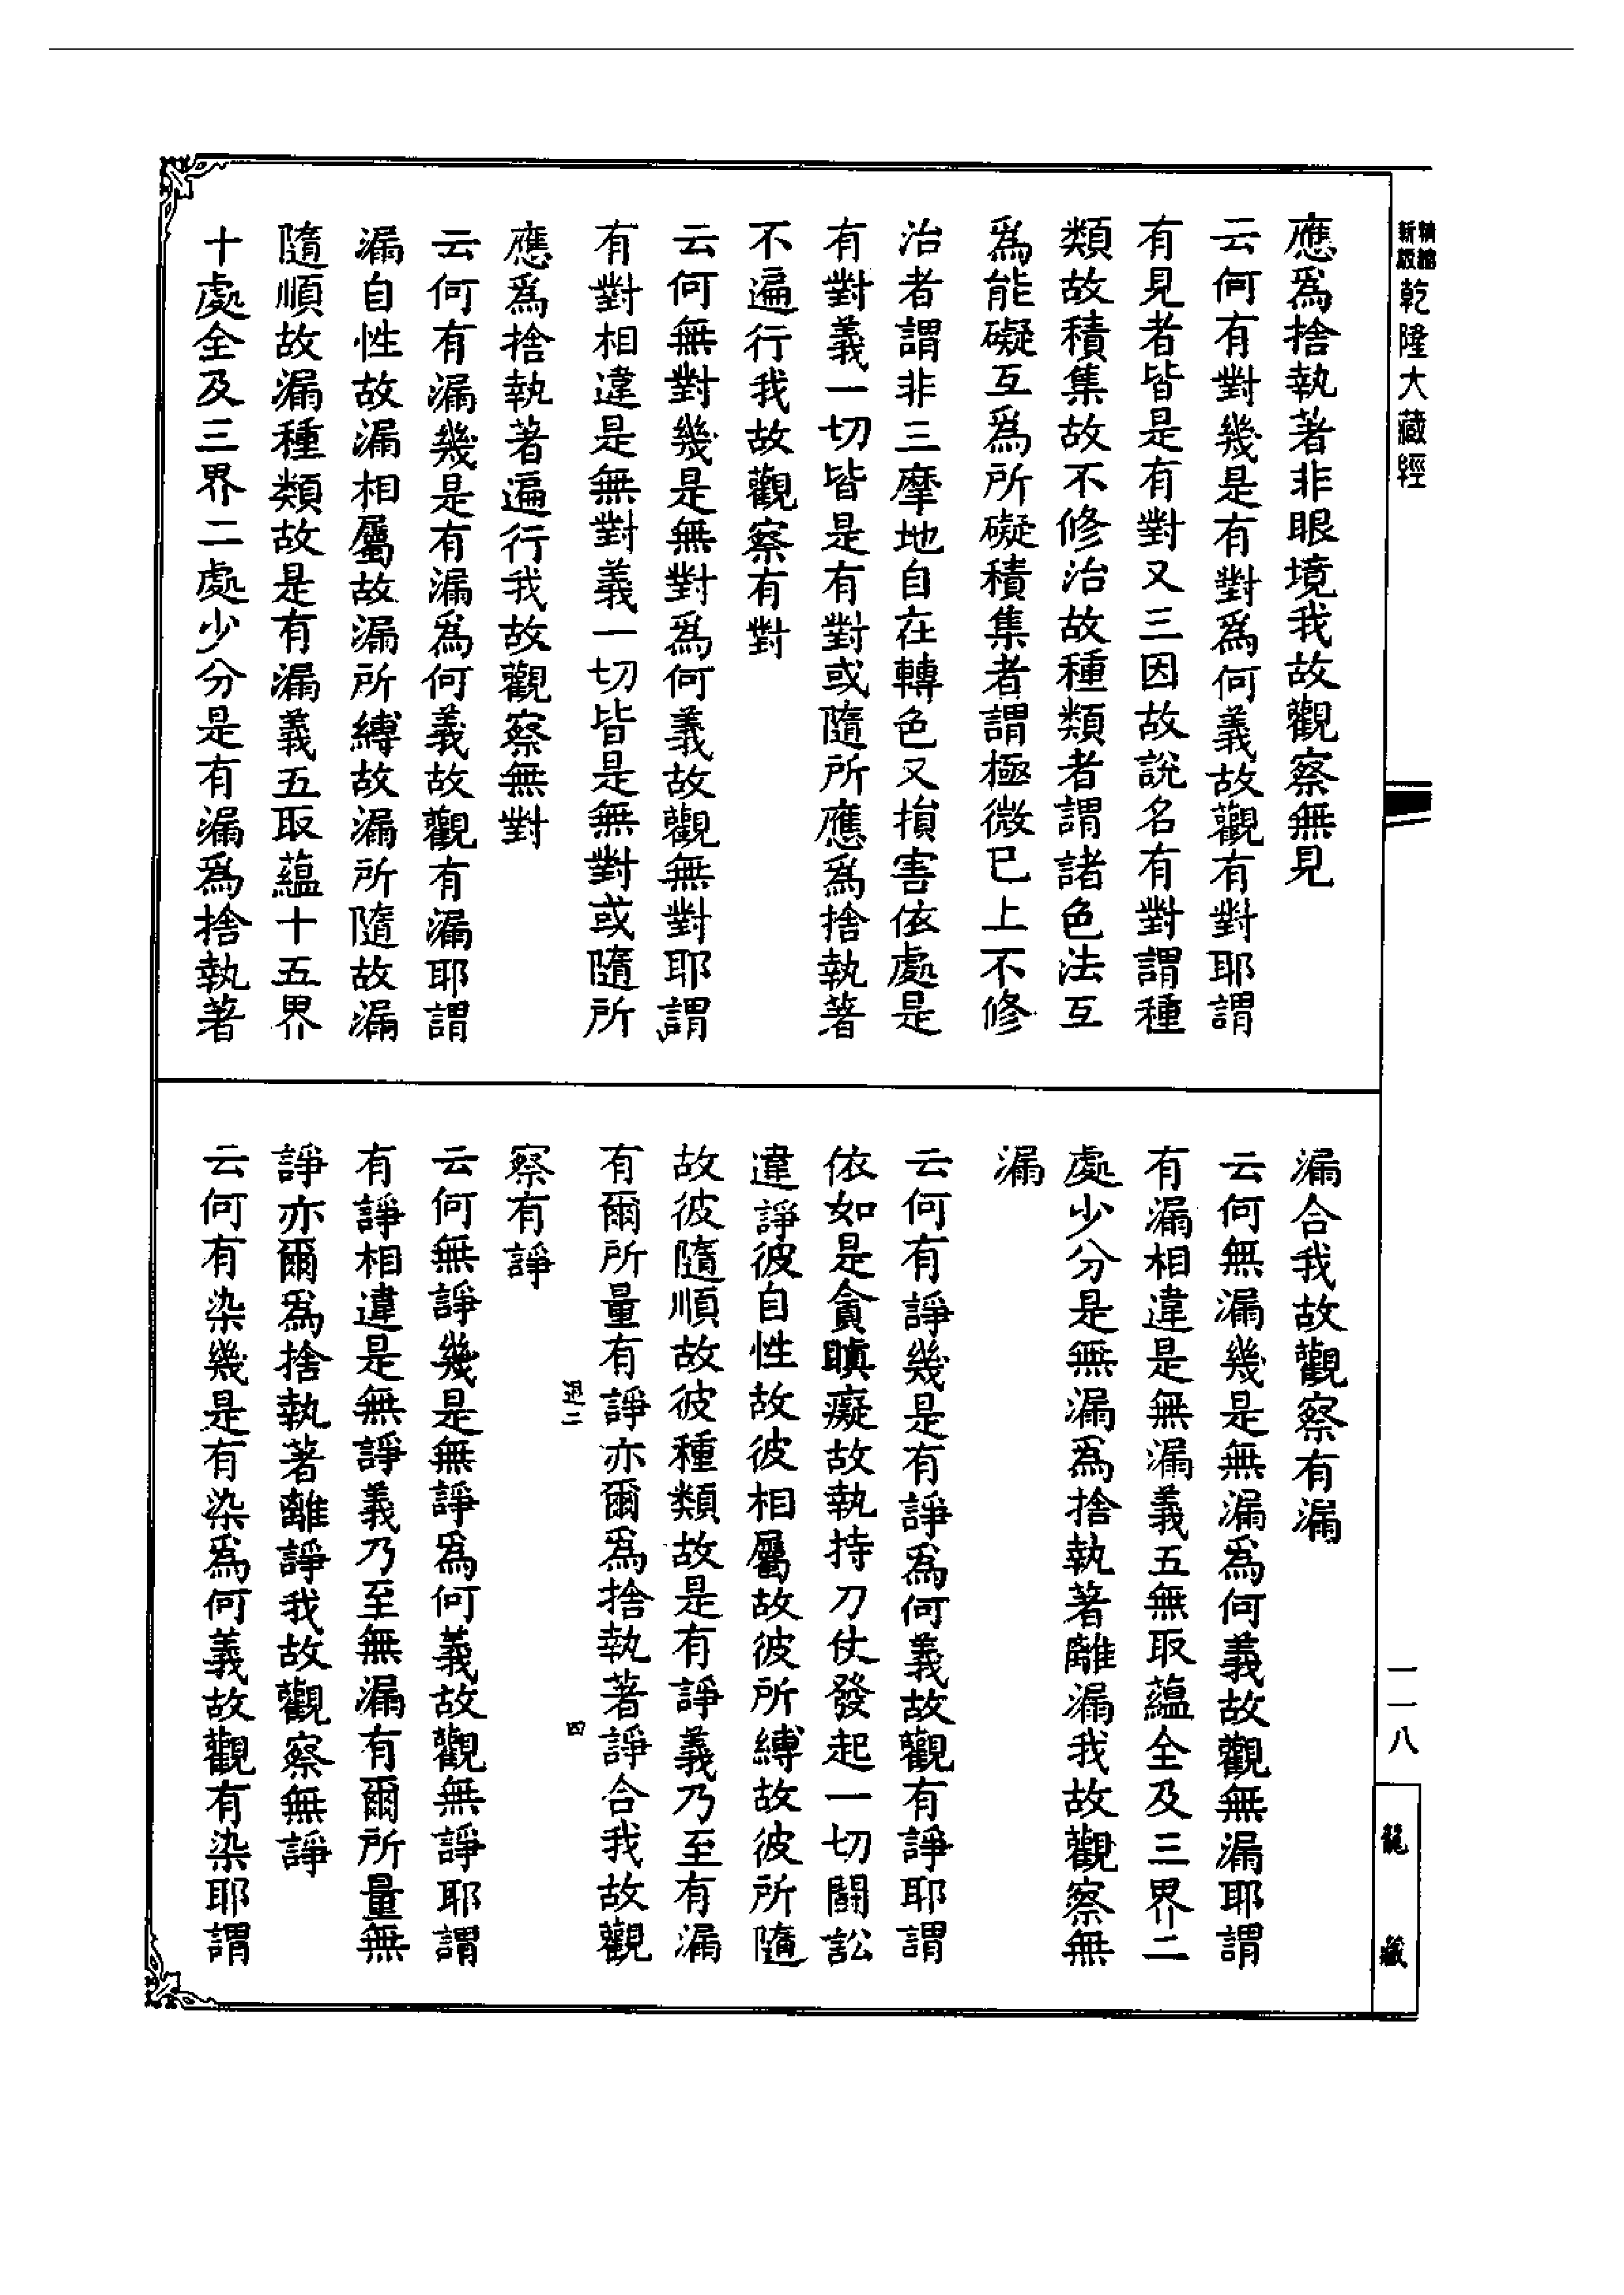 精繕
新版
乾隆大藏經
應爲捨執著非眼境我故觀察無見
云何有對幾是有對爲何義故觀有對耶謂
有見者皆是有對又三因故說名有對謂種
類故積集故不修治故種類者謂諸色法互
爲能礙互爲所礙積集者謂極微已上不修
治者謂非三摩地自在轉色又損害依處是
有對義一切皆是有對或隨所應爲捨執著
不遍行我故觀察有對
云何無對幾是無對爲何義故觀無對耶謂
有對相違是無對義一切皆是無對或隨所
應爲捨執著遍行我故觀察無對
云何有漏幾是有漏爲何義故觀有漏耶謂
漏自性故漏相屬故漏所縛故漏所隨故漏
隨順故漏種類故是有漏義五取蘊十五界
十處全及三界二處少分是有漏爲捨執著
漏合我故觀察有漏
云何無漏幾是無漏爲何義故觀無漏耶謂
有漏相違是無漏義五無取蘊全及三界二
處少分是無漏爲捨執著離漏我故觀察無
漏
云何有諍幾是有諍爲何義故觀有諍耶謂
依如是貪瞋癡故執持刀仗發起一切鬪訟
違諍彼自性故彼相屬故彼所縛故彼所隨
故彼隨順故彼種類故是有諍義乃至有漏
有爾所量有諍亦爾爲捨執著諍合我故觀
二 四
察有諍
云何無諍幾是無諍爲何義故觀無諍耶謂
有諍相違是無諍義乃至無漏有爾所量無
諍亦爾爲捨執著離諍我故觀察無諍
云何有染幾是有染爲何義故觀有染耶謂
一一八
龍藏